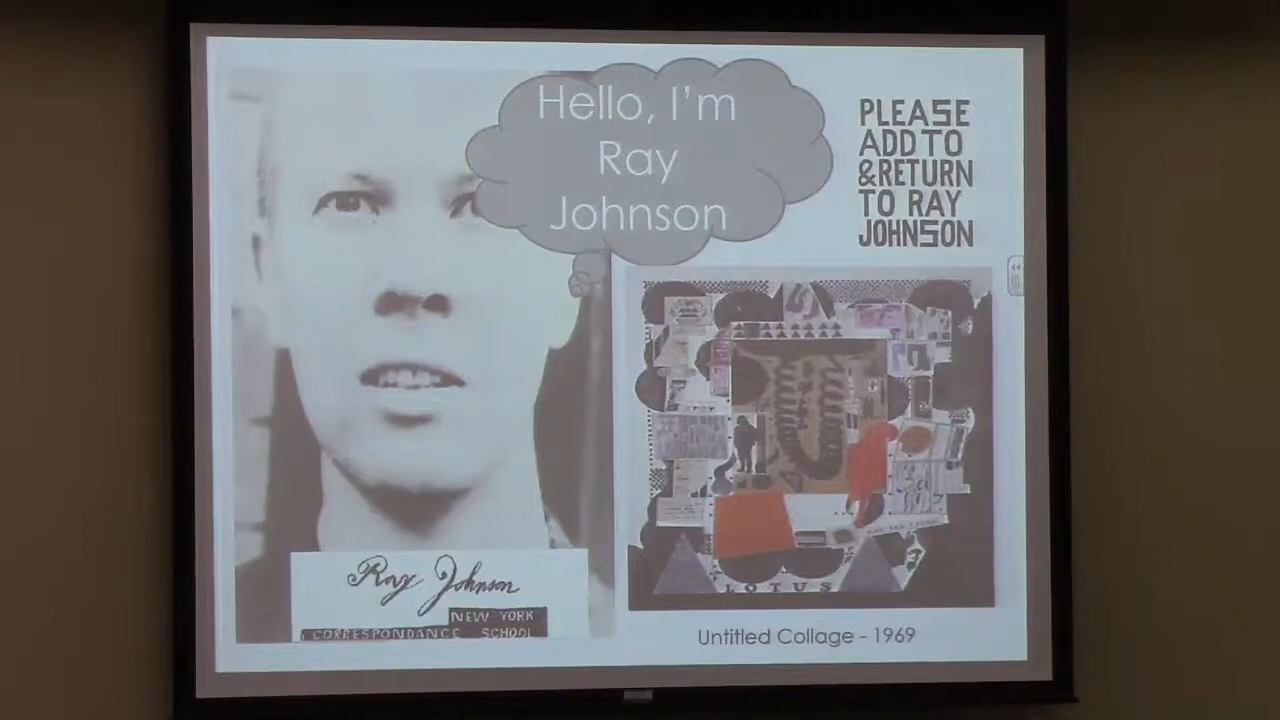 Hello, I'm
Ray
Johnson
PLEASE
ADD TO
&RETURN
TO RAY
JOHNSON
Ray Johnson
NEW YORK
CORRESPONDANCE SCHOOL
LOTUS
Untitled Collage - 1969